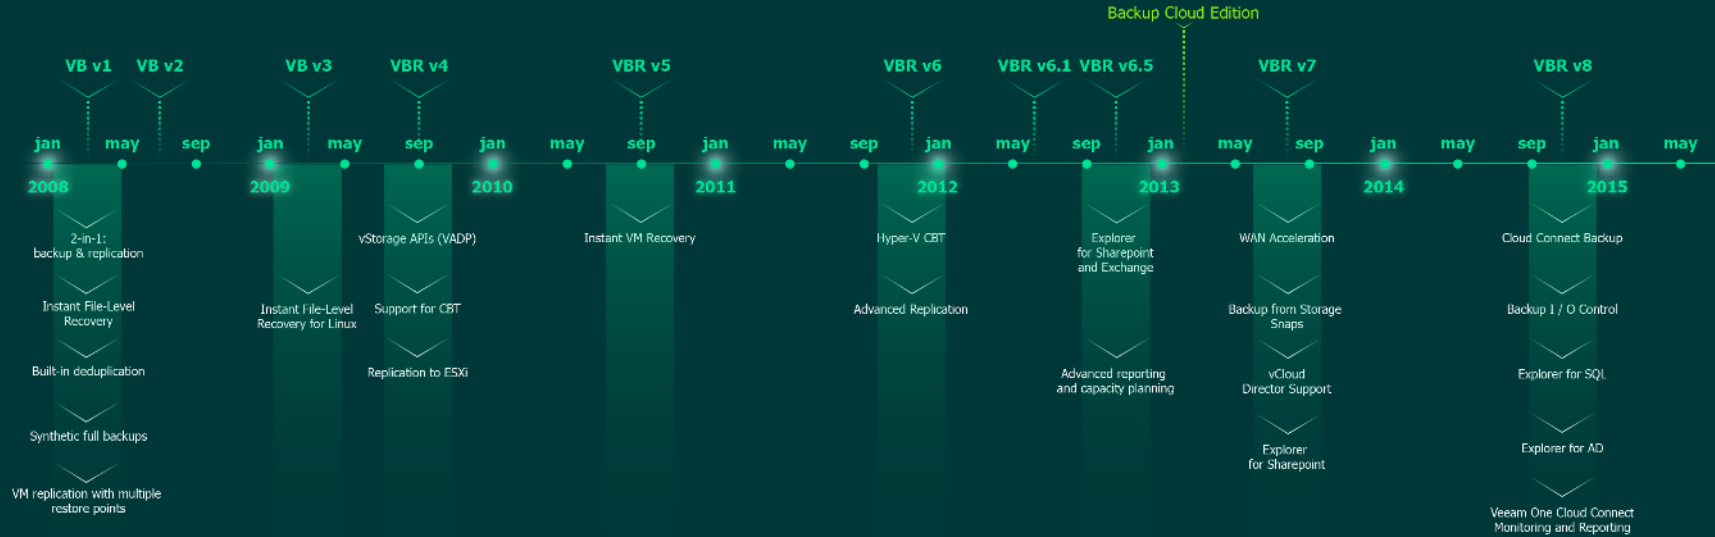 Backup Cloud Edition
VB v1
VB v2
VB v3
VBR v4
VBR v5
VBR v6
VBR v6.1
VBR v6.5
VBR v7
VBR v8
jan
may
sep
jan
may
sep
jan
may
sep
jan
may
sep
jan
may
sep
jan
may
sep
jan
may
sep
jan
may
2008
2009
2010
2011
2012
2013
2014
2015
2-in-1:
backup & replication
Instant File-Level
Recovery
Built-in deduplication
Synthetic full backups
VM replication with multiple
restore points
Instant File-Level
Recovery for Linux
vStorage APIs (VADP)
Support for CBT
Replication to ESXi
Instant VM Recovery
Hyper-V CBT
Advanced Replication
Explorer
for Sharepoint
and Exchange
Advanced reporting
and capacity planning
WAN Acceleration
Backup from Storage
Snaps
vCloud
Director Support
Explorer
for Sharepoint
Cloud Connect Backup
Backup I / O Control
Explorer for SQL
Explorer for AD
Veeam One Cloud Connect
Monitoring and Reporting